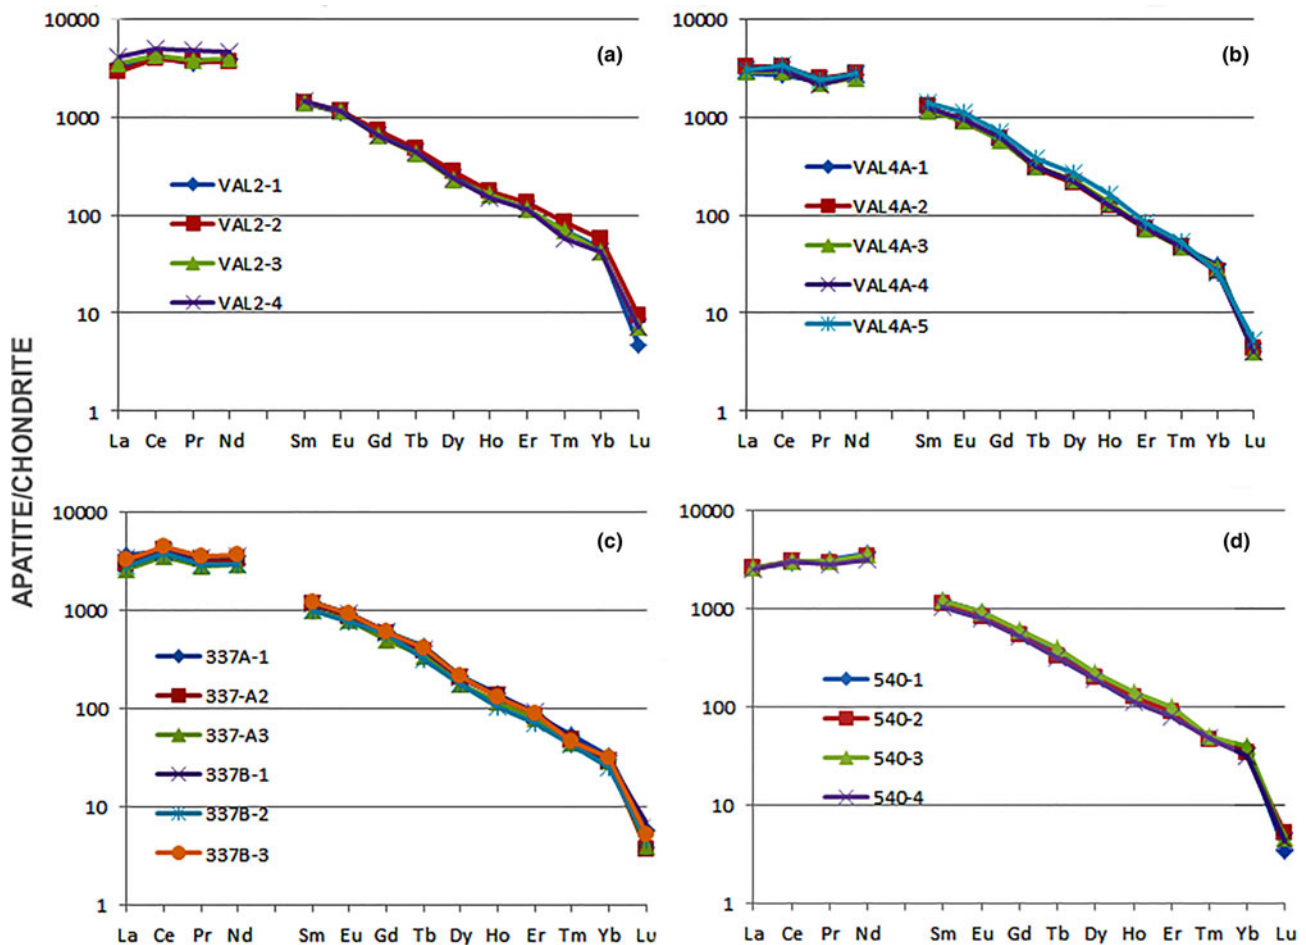 APATITE/CHONDRITE
10000
1000
100
10
1
(a)
VAL2-1
VAL2-2
VAL2-3
VAL2-4
La Ce Pr Nd Sm Eu Gd Tb Dy Ho Er Tm Yb Lu
10000
1000
100
10
1
(b)
VAL4A-1
VAL4A-2
VAL4A-3
VAL4A-4
VAL4A-5
La Ce Pr Nd Sm Eu Gd Tb Dy Ho Er Tm Yb Lu
10000
1000
100
10
1
(c)
337A-1
337-A2
337-A3
337B-1
337B-2
337B-3
La Ce Pr Nd Sm Eu Gd Tb Dy Ho Er Tm Yb Lu
10000
1000
100
10
1
(d)
540-1
540-2
540-3
540-4
La Ce Pr Nd Sm Eu Gd Tb Dy Ho Er Tm Yb Lu